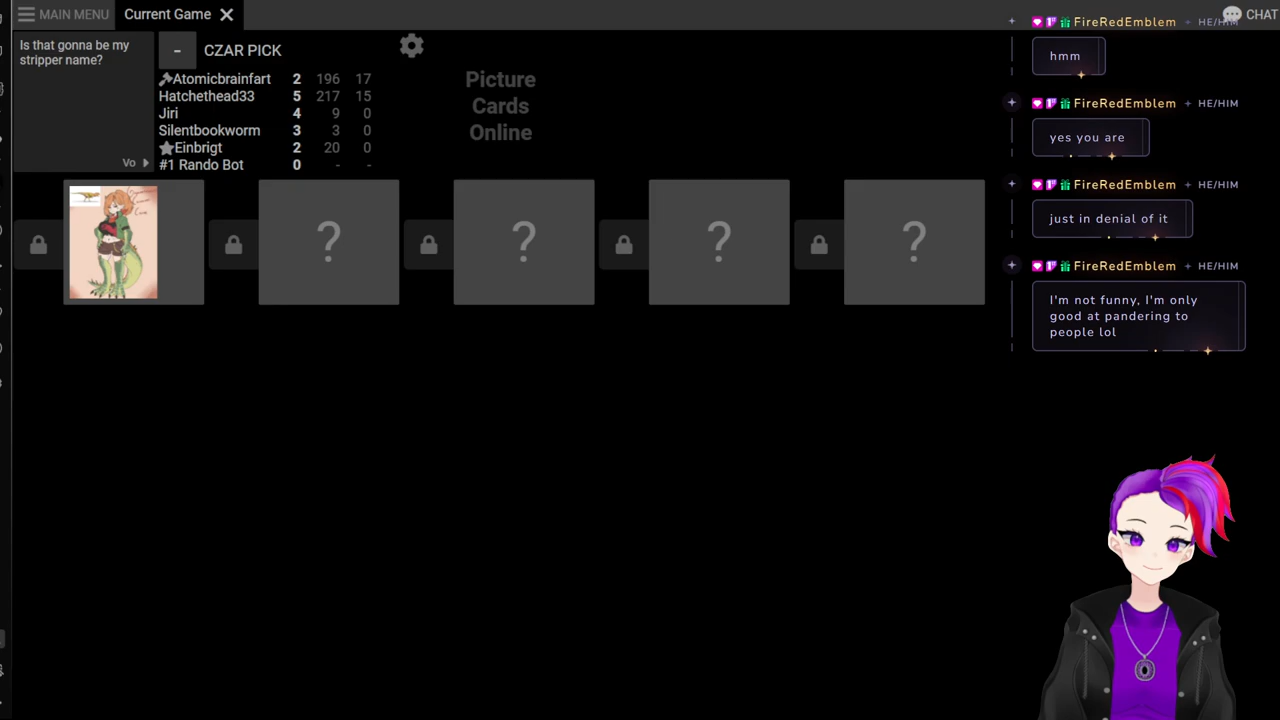 MAIN MENU
Current Game
CHAT
Is that gonna be my
stripper name?
Vo
-
CZAR PICK
Atomicbrainfart 2 196 17
Hatchethead33 5 217 15
Jiri 4 9 0
Silentbookworm 3 3 0
Einbrigt 2 20 0
#1 Rando Bot 0 - -
Picture
Cards
Online
?
?
?
?
FireRedEmblem HE/HIM
hmm
FireRedEmblem HE/HIM
yes you are
FireRedEmblem HE/HIM
just in denial of it
FireRedEmblem HE/HIM
I'm not funny, I'm only
good at pandering to
people lol